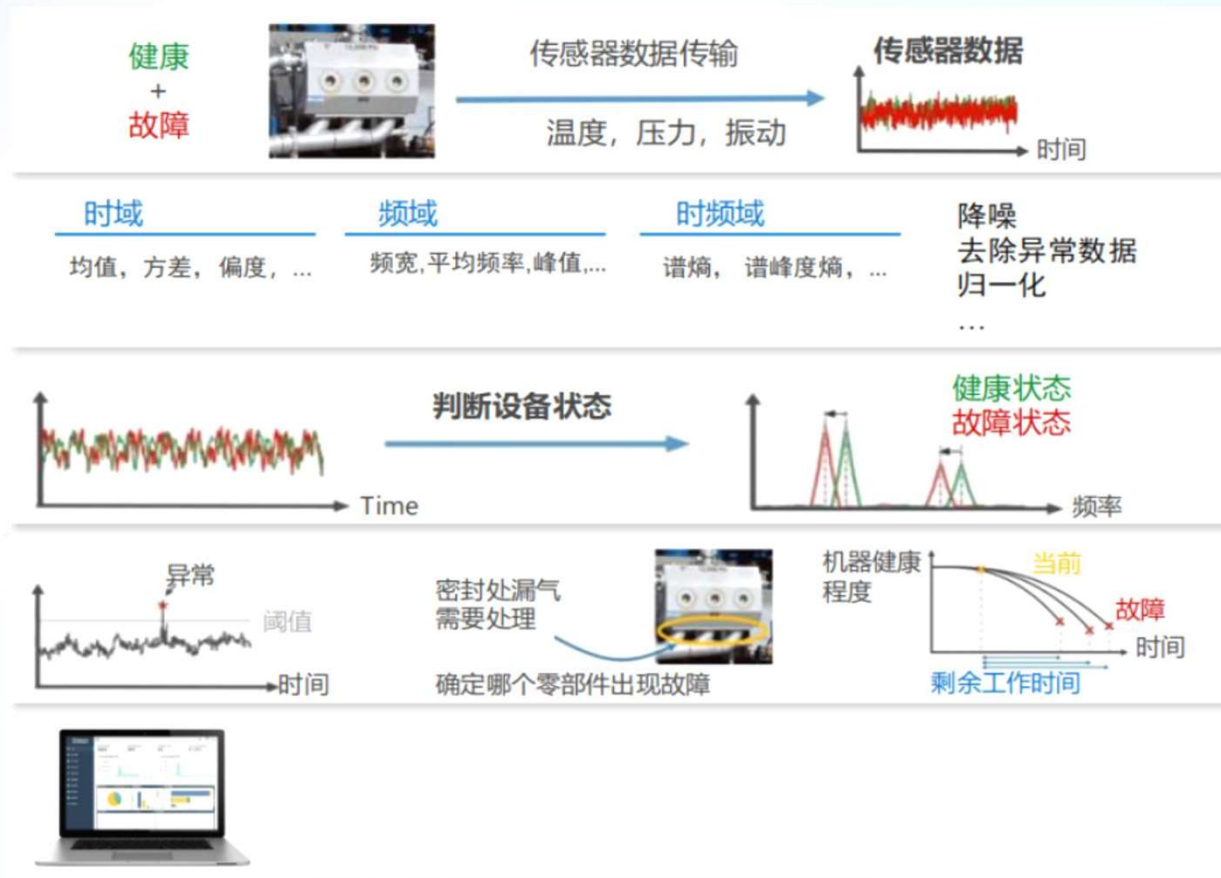 健康
+
故障
传感器数据传输
温度，压力，振动
传感器数据
时间
时域
均值，方差，偏度，...
频域
频宽,平均频率,峰值,...
时频域
谱熵， 谱峰度熵，...
降噪
去除异常数据
归一化
...
Time
判断设备状态
健康状态
故障状态
频率
异常
阈值
时间
密封处漏气
需要处理
确定哪个零部件出现故障
机器健康
程度
当前
故障
时间
剩余工作时间